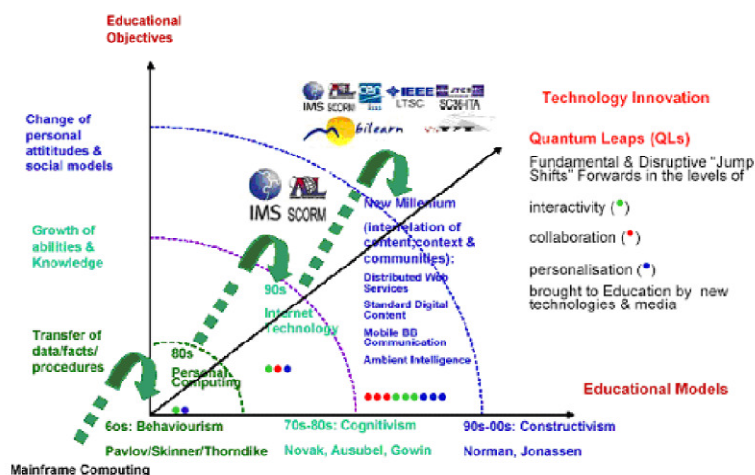 Educational
Objectives
Change of
personal
attitudes &
social models
Growth of
abilities &
Knowledge
Transfer of
data/facts/
procedures
IMS
SCORM
IEEE
LTSC
SC36-ITA
bilearn
IMS SCORM
80s
Personal
Computing
90s
Internet
Technology
New Millenium
(interrelation of
content,context &
communities):
Distributed Web
Services
Standard Digital
Content
Mobile BB
Communication
Ambient Intelligence
Technology Innovation
Quantum Leaps (QLs)
Fundamental & Disruptive "Jump
Shifts" Forwards in the levels of
interactivity ( )
collaboration ( )
personalisation ( )
brought to Education by new
technologies & media
Educational Models
6os: Behaviourism
Pavlov/Skinner/Thorndike
70s-80s: Cognitivism
Novak, Ausubel, Gowin
90s-00s: Constructivism
Norman, Jonassen
Mainframe Computing